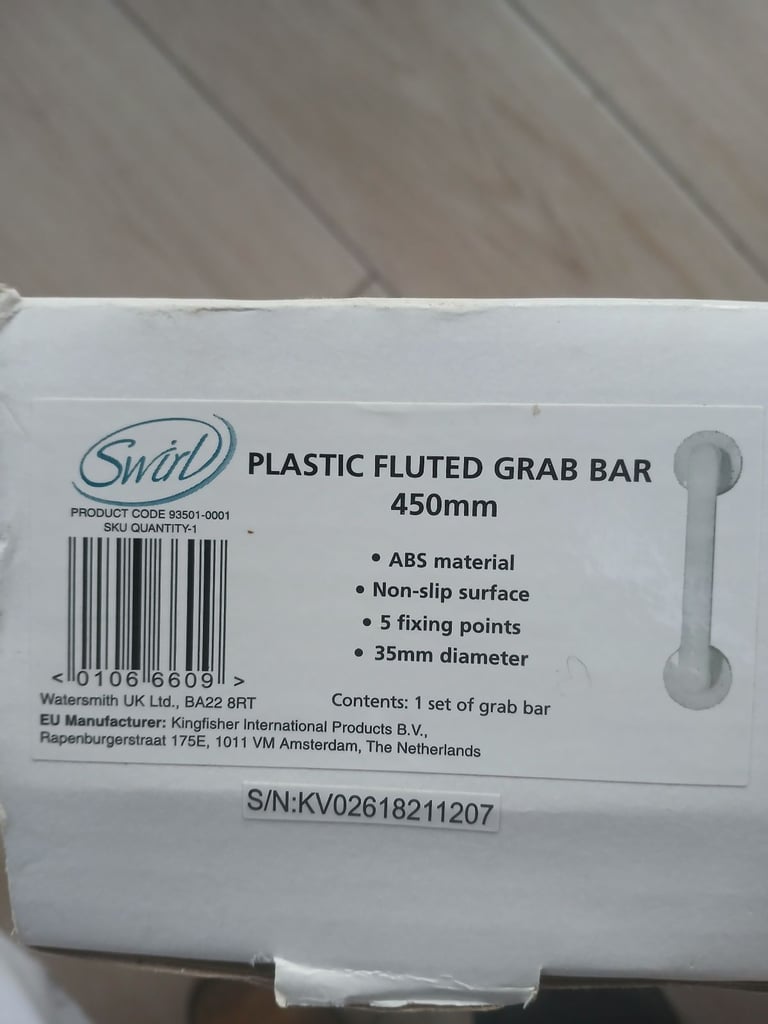 Swirl
PLASTIC FLUTED GRAB BAR
450mm
PRODUCT CODE 93501-0001
SKU QUANTITY-1
• ABS material
• Non-slip surface
• 5 fixing points
• 35mm diameter
< 0106 6609 >
Watersmith UK Ltd., BA22 8RT
Contents: 1 set of grab bar
EU Manufacturer: Kingfisher International Products B.V.,
Rapenburgerstraat 175E, 1011 VM Amsterdam, The Netherlands
S/N:KV02618211207